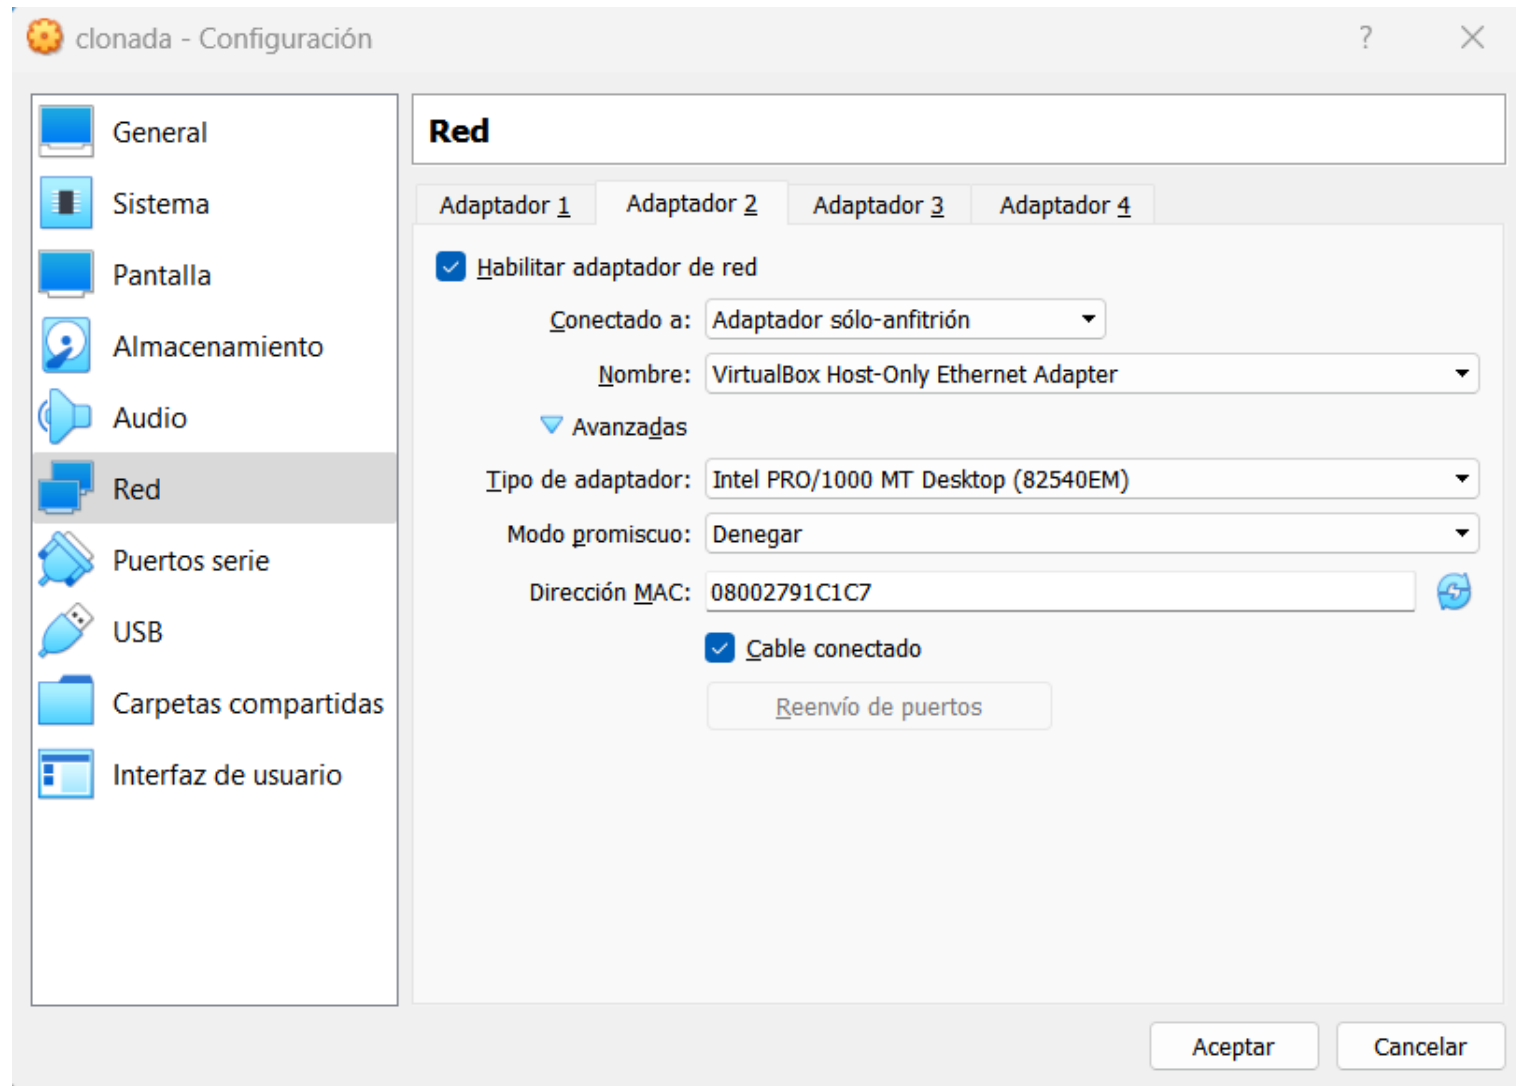 clonada - Configuración
?
General
Sistema
Pantalla
Almacenamiento
Audio
Red
Puertos serie
USB
Carpetas compartidas
Interfaz de usuario
Red
Adaptador 1 Adaptador 2 Adaptador 3 Adaptador 4
Habilitar adaptador de red
Conectado a: Adaptador sólo-anfitrión
Nombre: VirtualBox Host-Only Ethernet Adapter
Avanzadas
Tipo de adaptador: Intel PRO/1000 MT Desktop (82540EM)
Modo promiscuo: Denegar
Dirección MAC: 08002791C1C7
Cable conectado
Reenvío de puertos
Aceptar Cancelar